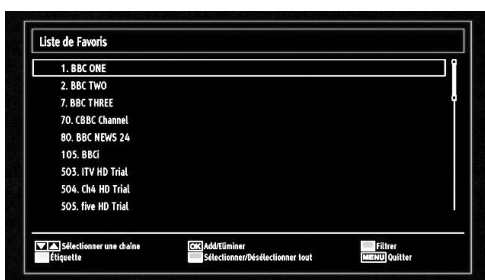 Liste de Favoris
1. BBC ONE
2. BBC TWO
7. BBC THREE
70. CBBC Channel
80. BBC NEWS 24
105. BBCi
503. ITV HD Trial
504. Ch4 HD Trial
505. five HD Trial
Sélectionner une chaîne OK Add/Eliminer Filtrer
Étiquette Sélectionner/Désélectionner tout MENU Quitter